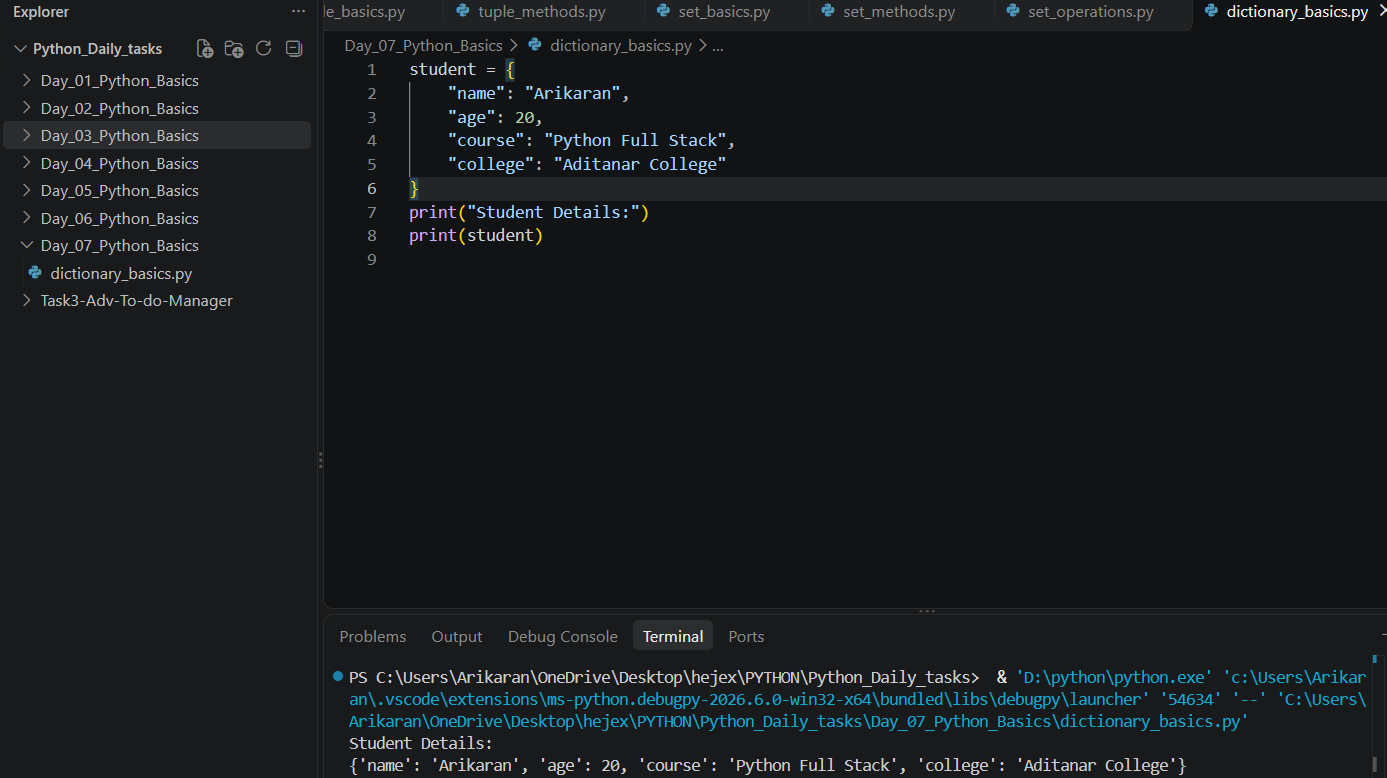 Explorer
le_basics.py
tuple_methods.py
set_basics.py
set_methods.py
set_operations.py
dictionary_basics.py
Python_Daily_tasks
Day_01_Python_Basics
Day_02_Python_Basics
Day_03_Python_Basics
Day_04_Python_Basics
Day_05_Python_Basics
Day_06_Python_Basics
Day_07_Python_Basics
dictionary_basics.py
Task3-Adv-To-do-Manager
Day_07_Python_Basics > dictionary_basics.py > ...
1 student = {
2     "name": "Arikaran",
3     "age": 20,
4     "course": "Python Full Stack",
5     "college": "Aditanar College"
6 }
7 print("Student Details:")
8 print(student)
9
Problems Output Debug Console Terminal Ports
PS C:\Users\Arikaran\OneDrive\Desktop\hejex\PYTHON\Python_Daily_tasks>  & 'D:\python\python.exe' 'c:\Users\Arikar
an\.vscode\extensions\ms-python.debugpy-2026.6.0-win32-x64\bundled\libs\debugpy\launcher' '54634' '--' 'C:\Users\
Arikaran\OneDrive\Desktop\hejex\PYTHON\Python_Daily_tasks\Day_07_Python_Basics\dictionary_basics.py'
Student Details:
{'name': 'Arikaran', 'age': 20, 'course': 'Python Full Stack', 'college': 'Aditanar College'}